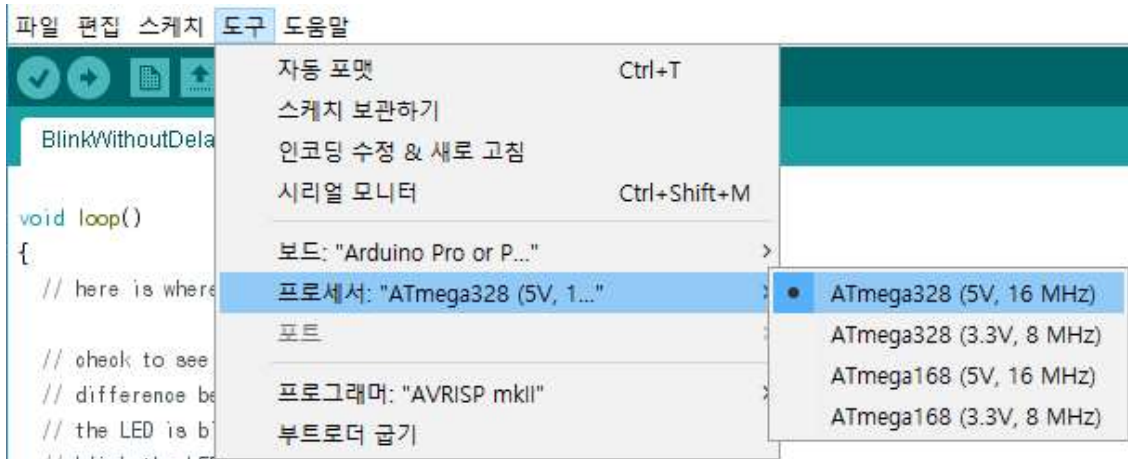 파일 편집 스케치 도구 도움말
자동 포맷 Ctrl+T
스케치 보관하기
인코딩 수정 & 새로 고침
시리얼 모니터 Ctrl+Shift+M
보드: "Arduino Pro or P..."
프로세서: "ATmega328 (5V, 1..."
포트
프로그래머: "AVRISP mkII"
부트로더 굽기
ATmega328 (5V, 16 MHz)
ATmega328 (3.3V, 8 MHz)
ATmega168 (5V, 16 MHz)
ATmega168 (3.3V, 8 MHz)
BlinkWithoutDela
void loop()
{
// here is where
// check to see
// difference be
// the LED is bl